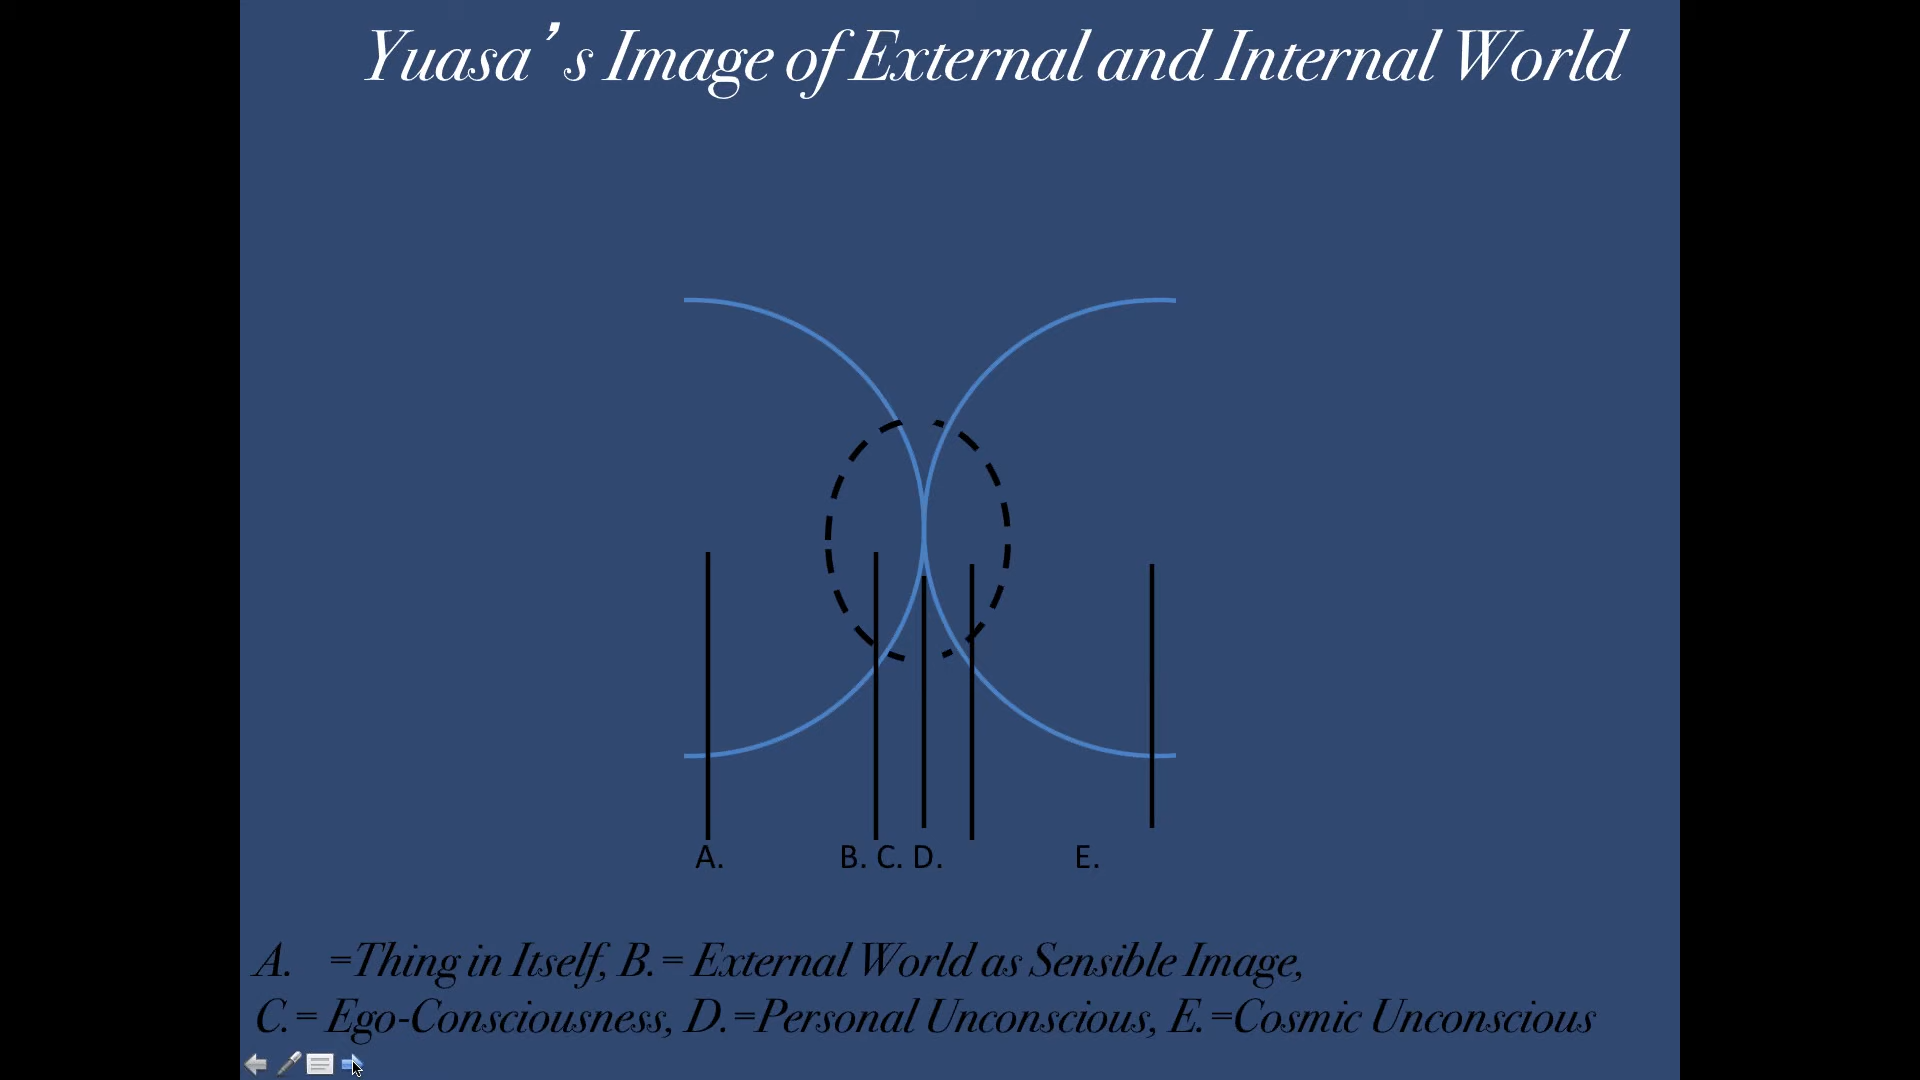 Yuasa’s Image of External and Internal World
A. B. C. D. E.
A. =Thing in Itself, B.= External World as Sensible Image,
C.= Ego-Consciousness, D.=Personal Unconscious, E.=Cosmic Unconscious